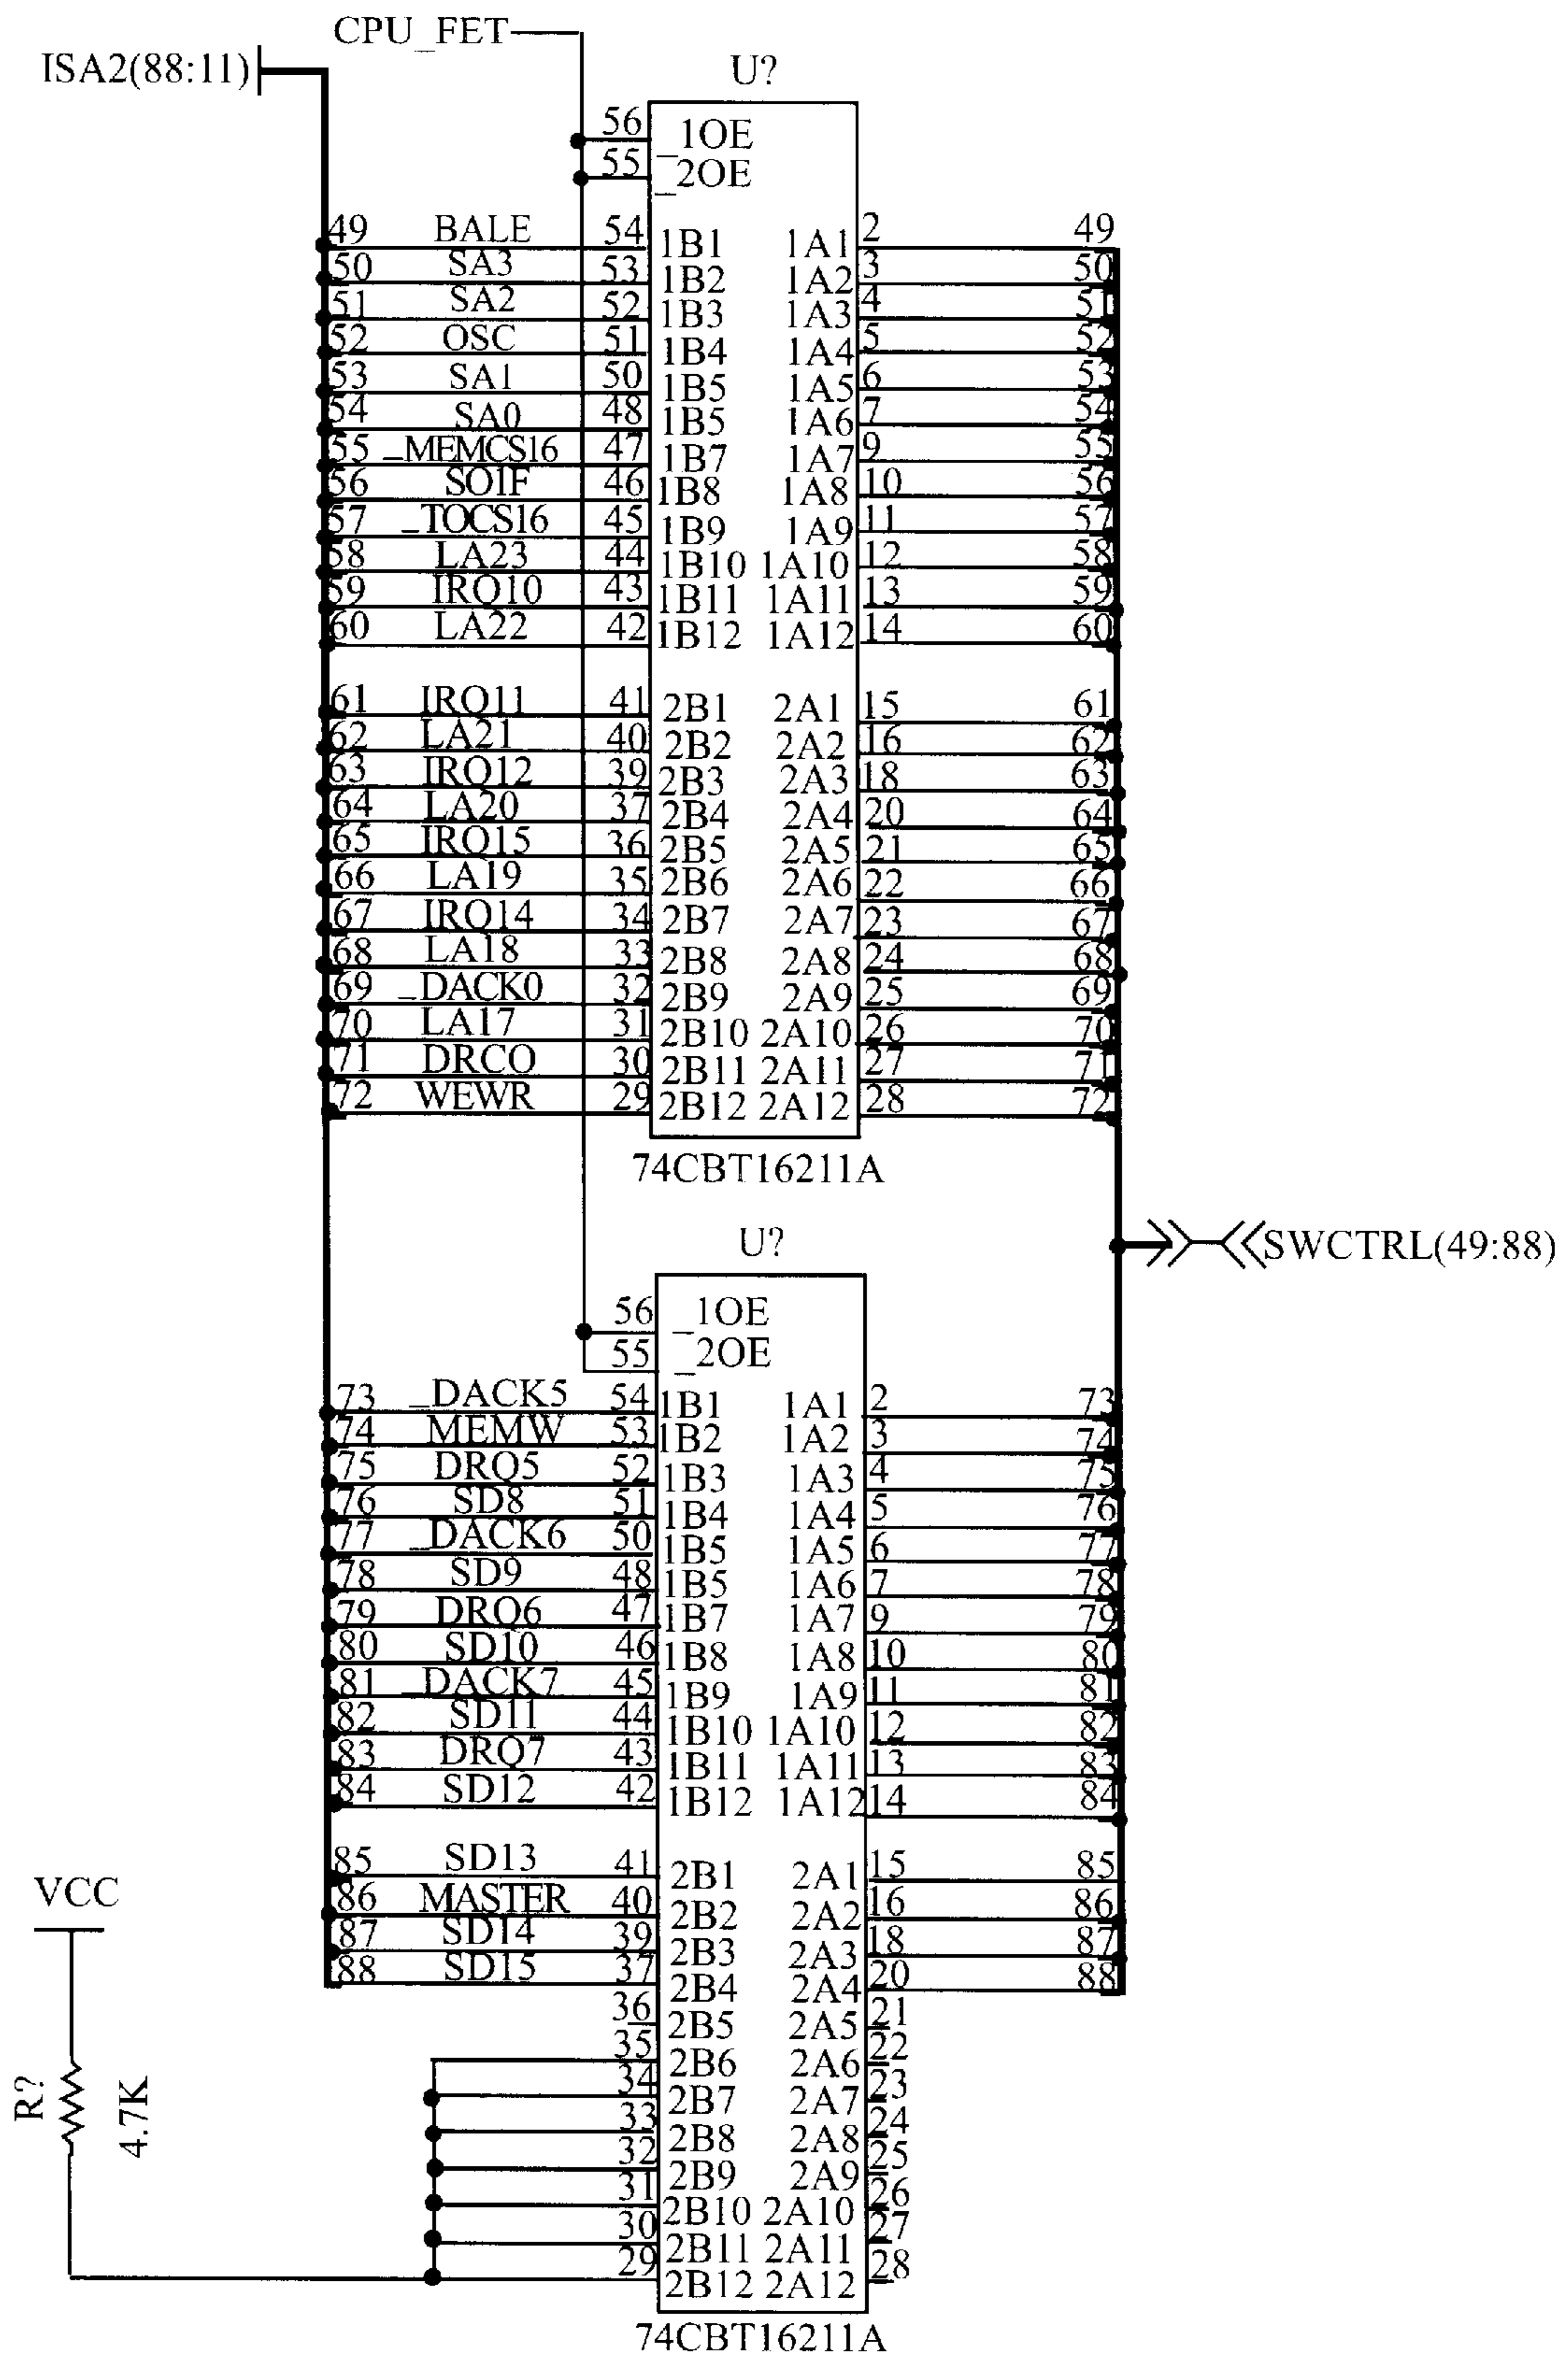 CPU_FET
ISA2(88:11)
U?
56 _1OE
55 _2OE
49 BALE 54 1B1 1A1 2 49
50 SA3 53 1B2 1A2 3 50
51 SA2 52 1B3 1A3 4 51
52 OSC 51 1B4 1A4 5 52
53 SA1 50 1B5 1A5 6 53
54 SA0 48 1B5 1A6 7 54
55 _MEMCS16 47 1B7 1A7 9 55
56 SO1F 46 1B8 1A8 10 56
57 _TOCS16 45 1B9 1A9 11 57
58 LA23 44 1B10 1A10 12 58
59 IRQ10 43 1B11 1A11 13 59
60 LA22 42 1B12 1A12 14 60
61 IRQ11 41 2B1 2A1 15 61
62 LA21 40 2B2 2A2 16 62
63 IRQ12 39 2B3 2A3 18 63
64 LA20 37 2B4 2A4 20 64
65 IRQ15 36 2B5 2A5 21 65
66 LA19 35 2B6 2A6 22 66
67 IRQ14 34 2B7 2A7 23 67
68 LA18 33 2B8 2A8 24 68
69 _DACK0 32 2B9 2A9 25 69
70 LA17 31 2B10 2A10 26 70
71 DRCO 30 2B11 2A11 27 71
72 WEWR 29 2B12 2A12 28 72
74CBT16211A
U?
SWCTRL(49:88)
56 _1OE
55 _2OE
73 _DACK5 54 1B1 1A1 2 73
74 MEMW 53 1B2 1A2 3 74
75 DRQ5 52 1B3 1A3 4 75
76 SD8 51 1B4 1A4 5 76
77 _DACK6 50 1B5 1A5 6 77
78 SD9 48 1B5 1A6 7 78
79 DRQ6 47 1B7 1A7 9 79
80 SD10 46 1B8 1A8 10 80
81 _DACK7 45 1B9 1A9 11 81
82 SD11 44 1B10 1A10 12 82
83 DRQ7 43 1B11 1A11 13 83
84 SD12 42 1B12 1A12 14 84
85 SD13 41 2B1 2A1 15 85
86 MASTER 40 2B2 2A2 16 86
87 SD14 39 2B3 2A3 18 87
88 SD15 37 2B4 2A4 20 88
36 2B5 2A5 21
35 2B6 2A6 22
34 2B7 2A7 23
33 2B8 2A8 24
32 2B9 2A9 25
31 2B10 2A10 26
30 2B11 2A11 27
29 2B12 2A12 28
VCC
R?
4.7K
74CBT16211A